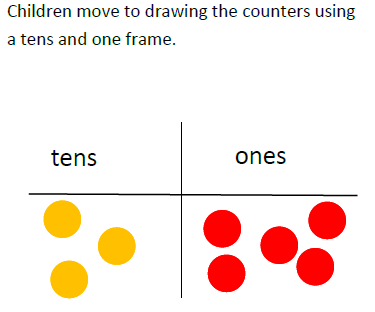 Children move to drawing the counters using
a tens and one frame.
tens
ones